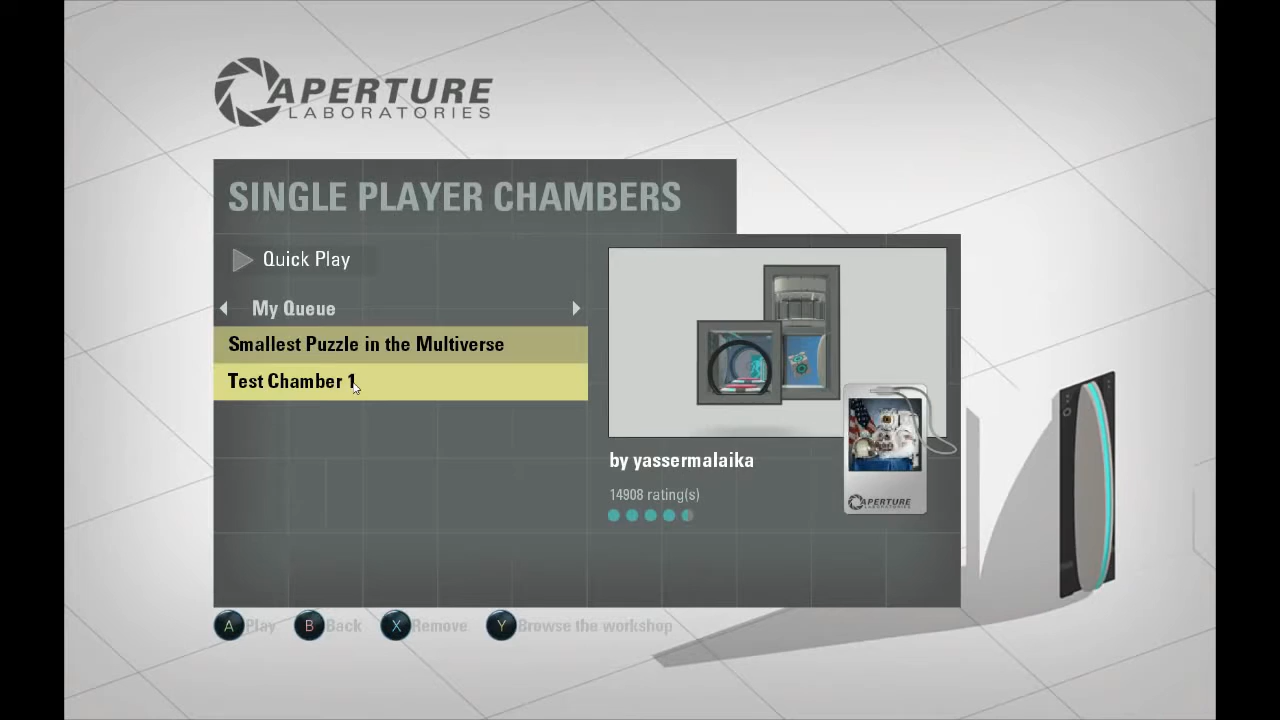 APERTURE
LABORATORIES
SINGLE PLAYER CHAMBERS
Quick Play
My Queue
Smallest Puzzle in the Multiverse
Test Chamber 1
by yassermalaika
14908 rating(s)
APERTURE
A Play B Back X Remove Y Browse the workshop